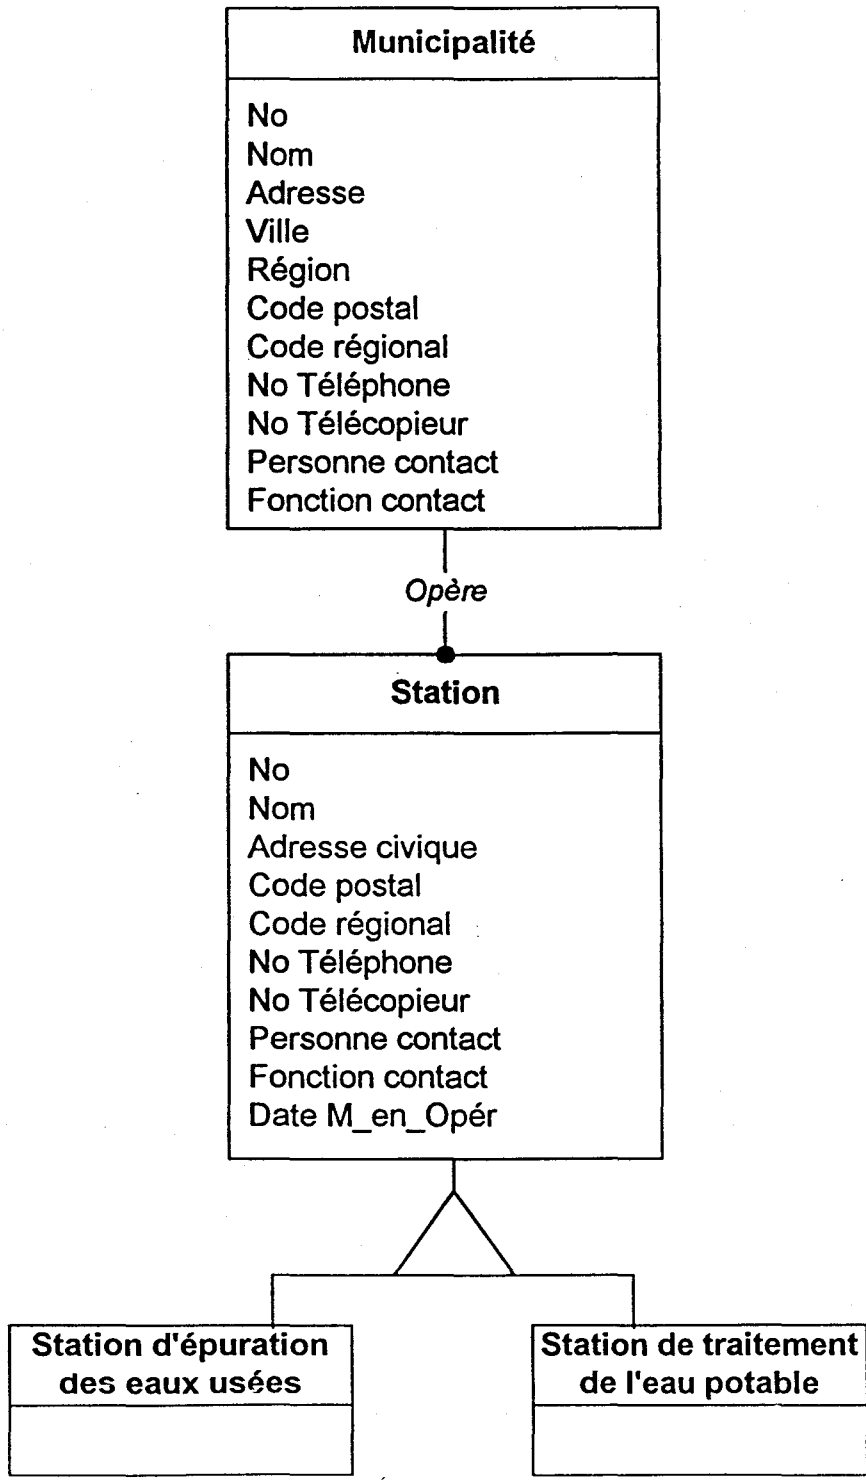 Municipalité
No
Nom
Adresse
Ville
Région
Code postal
Code régional
No Téléphone
No Télécopieur
Personne contact
Fonction contact
Opère
Station
No
Nom
Adresse civique
Code postal
Code régional
No Téléphone
No Télécopieur
Personne contact
Fonction contact
Date M_en_Opér
Station d'épuration
des eaux usées
Station de traitement
de l'eau potable